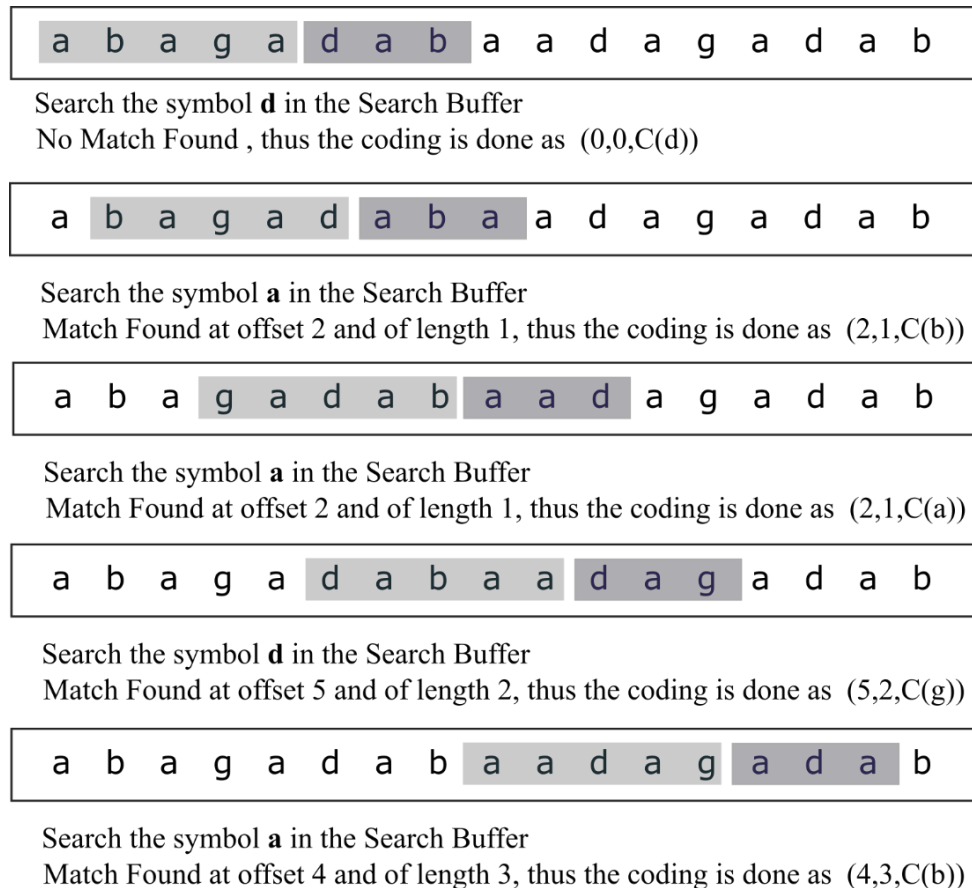 a b a g a d a b a a d a g a d a b
Search the symbol d in the Search Buffer
No Match Found , thus the coding is done as (0,0,C(d))
a b a g a d a b a a d a g a d a b
Search the symbol a in the Search Buffer
Match Found at offset 2 and of length 1, thus the coding is done as (2,1,C(b))
a b a g a d a b a a d a g a d a b
Search the symbol a in the Search Buffer
Match Found at offset 2 and of length 1, thus the coding is done as (2,1,C(a))
a b a g a d a b a a d a g a d a b
Search the symbol d in the Search Buffer
Match Found at offset 5 and of length 2, thus the coding is done as (5,2,C(g))
a b a g a d a b a a d a g a d a b
Search the symbol a in the Search Buffer
Match Found at offset 4 and of length 3, thus the coding is done as (4,3,C(b))